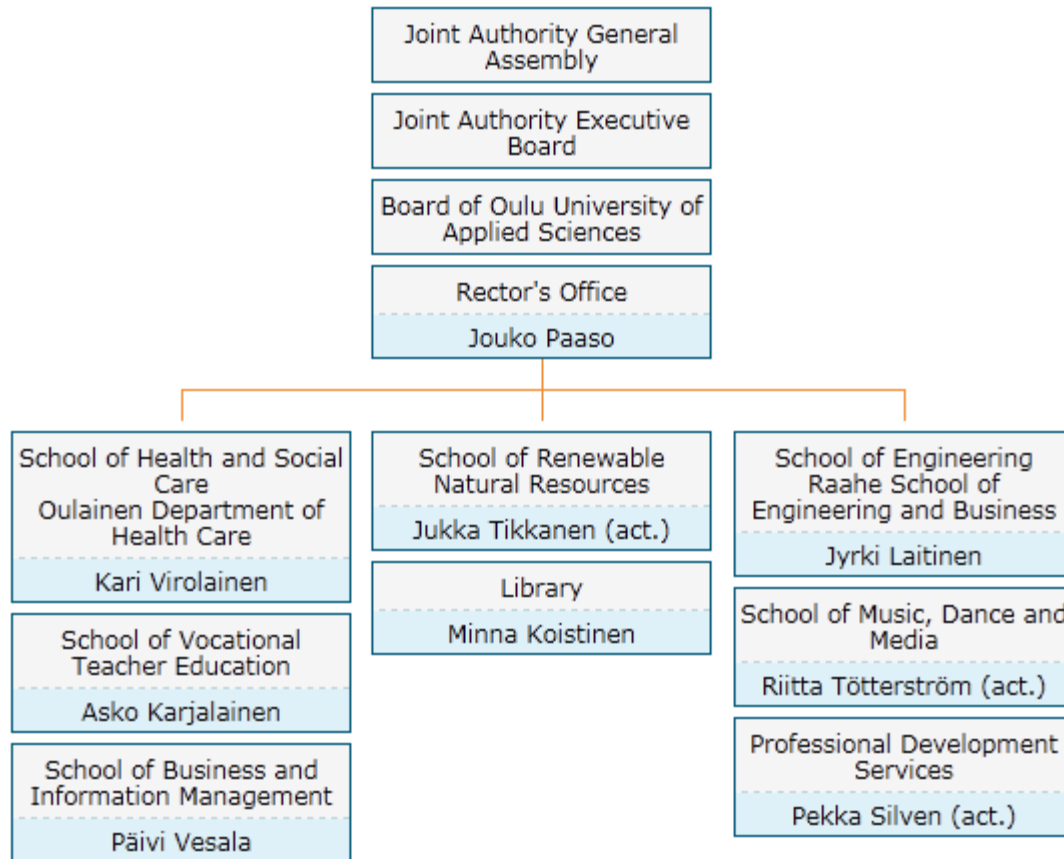 Joint Authority General
Assembly
Joint Authority Executive
Board
Board of Oulu University of
Applied Sciences
Rector's Office
Jouko Paaso
School of Health and Social
Care
Oulainen Department of
Health Care
Kari Virolainen
School of Vocational
Teacher Education
Asko Karjalainen
School of Business and
Information Management
Päivi Vesala
School of Renewable
Natural Resources
Jukka Tikkanen (act.)
Library
Minna Koistinen
School of Engineering
Raahe School of
Engineering and Business
Jyrki Laitinen
School of Music, Dance and
Media
Riitta Tötterström (act.)
Professional Development
Services
Pekka Silven (act.)